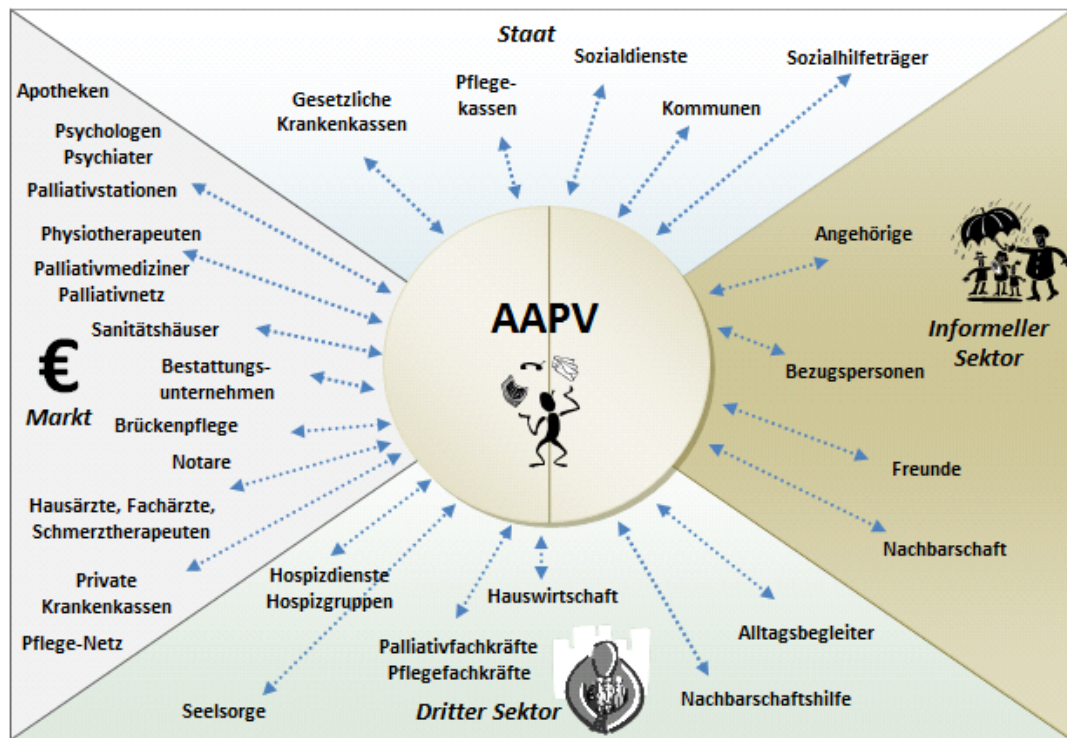 Staat
Sozialdienste
Sozialhilfeträger
Pflege-
kassen
Gesetzliche
Krankenkassen
Kommunen
Apotheken
Psychologen
Psychiater
Palliativstationen
Physiotherapeuten
Palliativmediziner
Palliativnetz
Sanitätshäuser
€
Markt
Bestattungs-
unternehmen
Brückenpflege
Notare
Hausärzte, Fachärzte,
Schmerztherapeuten
Private
Krankenkassen
Pflege-Netz
AAPV
Angehörige
Informeller
Sektor
Bezugspersonen
Freunde
Nachbarschaft
Hospizdienste
Hospizgruppen
Hauswirtschaft
Alltagsbegleiter
Palliativfachkräfte
Pflegefachkräfte
Nachbarschaftshilfe
Seelsorge
Dritter Sektor